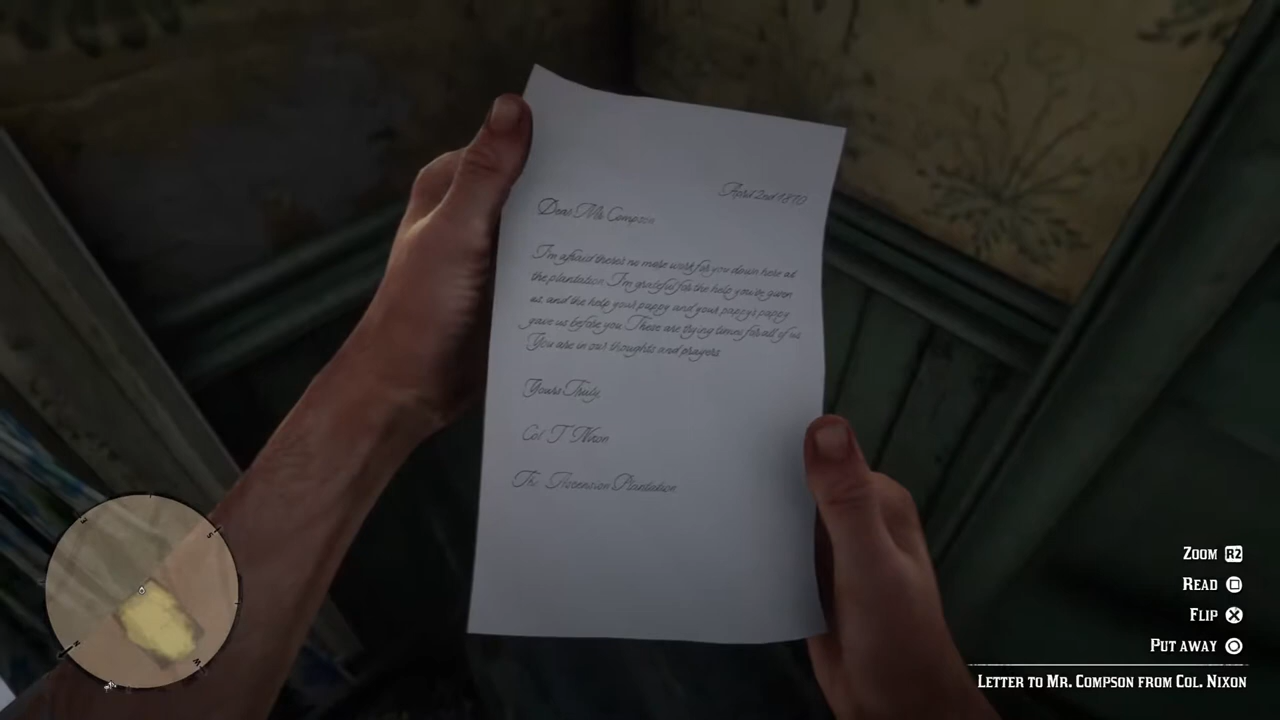 April 2nd 1870
Dear Mr. Compson
I'm afraid there's no more work for you down here at
the plantation. I'm grateful for the help you've given
us, and the help your pappy and your pappy's pappy
gave us before you. These are trying times for all of us.
You are in our thoughts and prayers.
Yours Truly,
Col T Nixon
The Ascension Plantation
ZOOM R2
READ
FLIP
PUT AWAY
LETTER TO MR. COMPSON FROM COL. NIXON